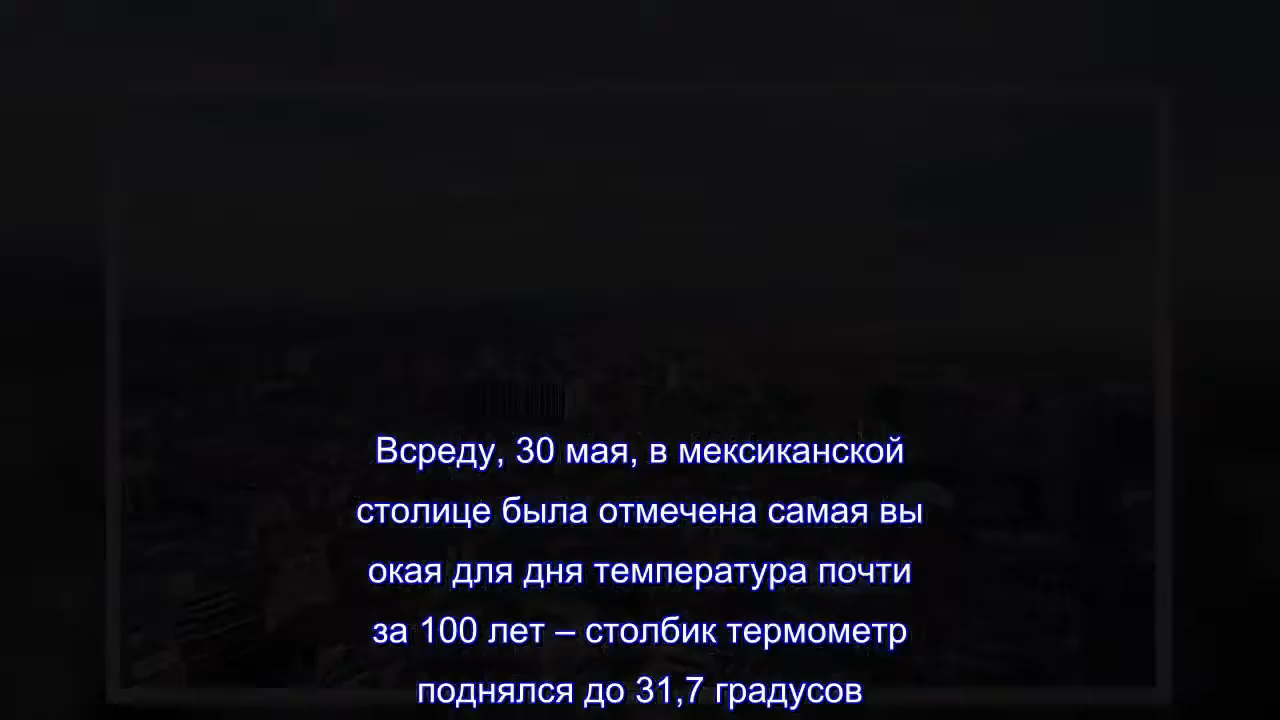 Всреду, 30 мая, в мексиканской
столице была отмечена самая вы
окая для дня температура почти
за 100 лет – столбик термометр
поднялся до 31,7 градусов